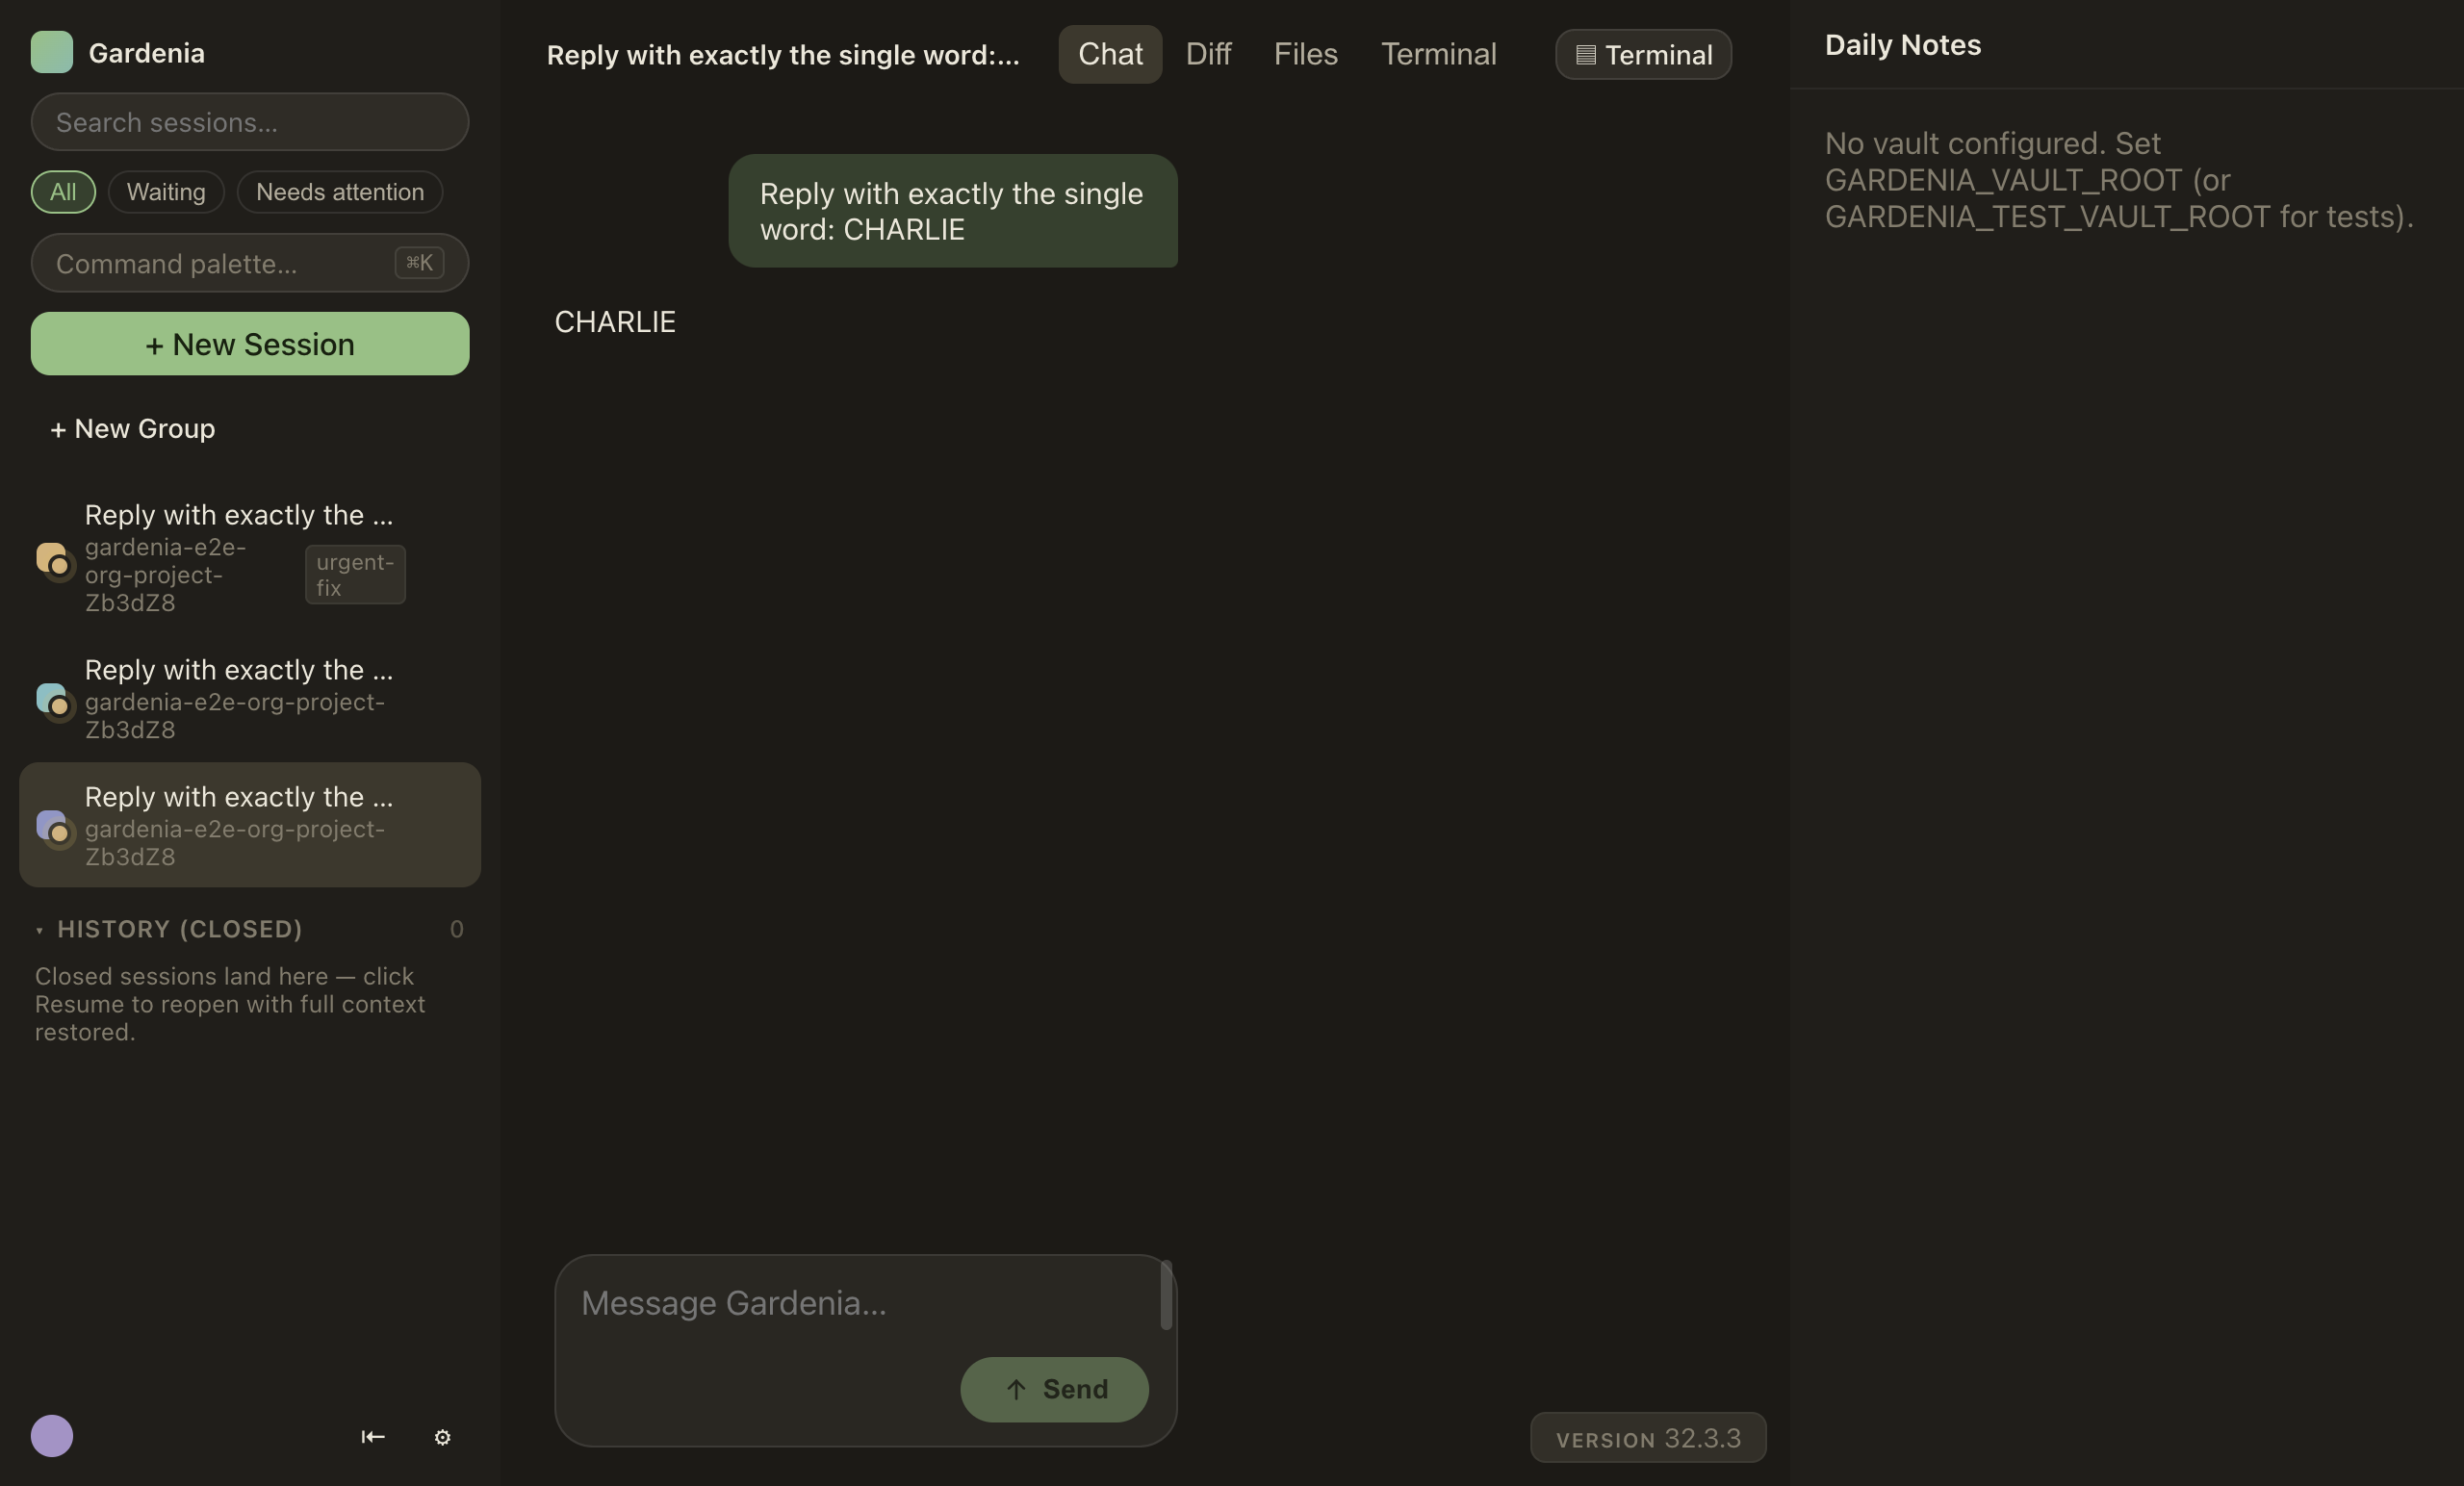 Gardenia
Search sessions...
All
Waiting
Needs attention
Command palette...
⌘K
+ New Session
+ New Group
Reply with exactly the ...
gardenia-e2e-
org-project-
Zb3dZ8
urgent-
fix
Reply with exactly the ...
gardenia-e2e-org-project-
Zb3dZ8
Reply with exactly the ...
gardenia-e2e-org-project-
Zb3dZ8
HISTORY (CLOSED)
0
Closed sessions land here — click
Resume to reopen with full context
restored.
Reply with exactly the single word:...
Chat
Diff
Files
Terminal
Terminal
Reply with exactly the single
word: CHARLIE
CHARLIE
Message Gardenia...
↑ Send
VERSION 32.3.3
Daily Notes
No vault configured. Set
GARDENIA_VAULT_ROOT (or
GARDENIA_TEST_VAULT_ROOT for tests).